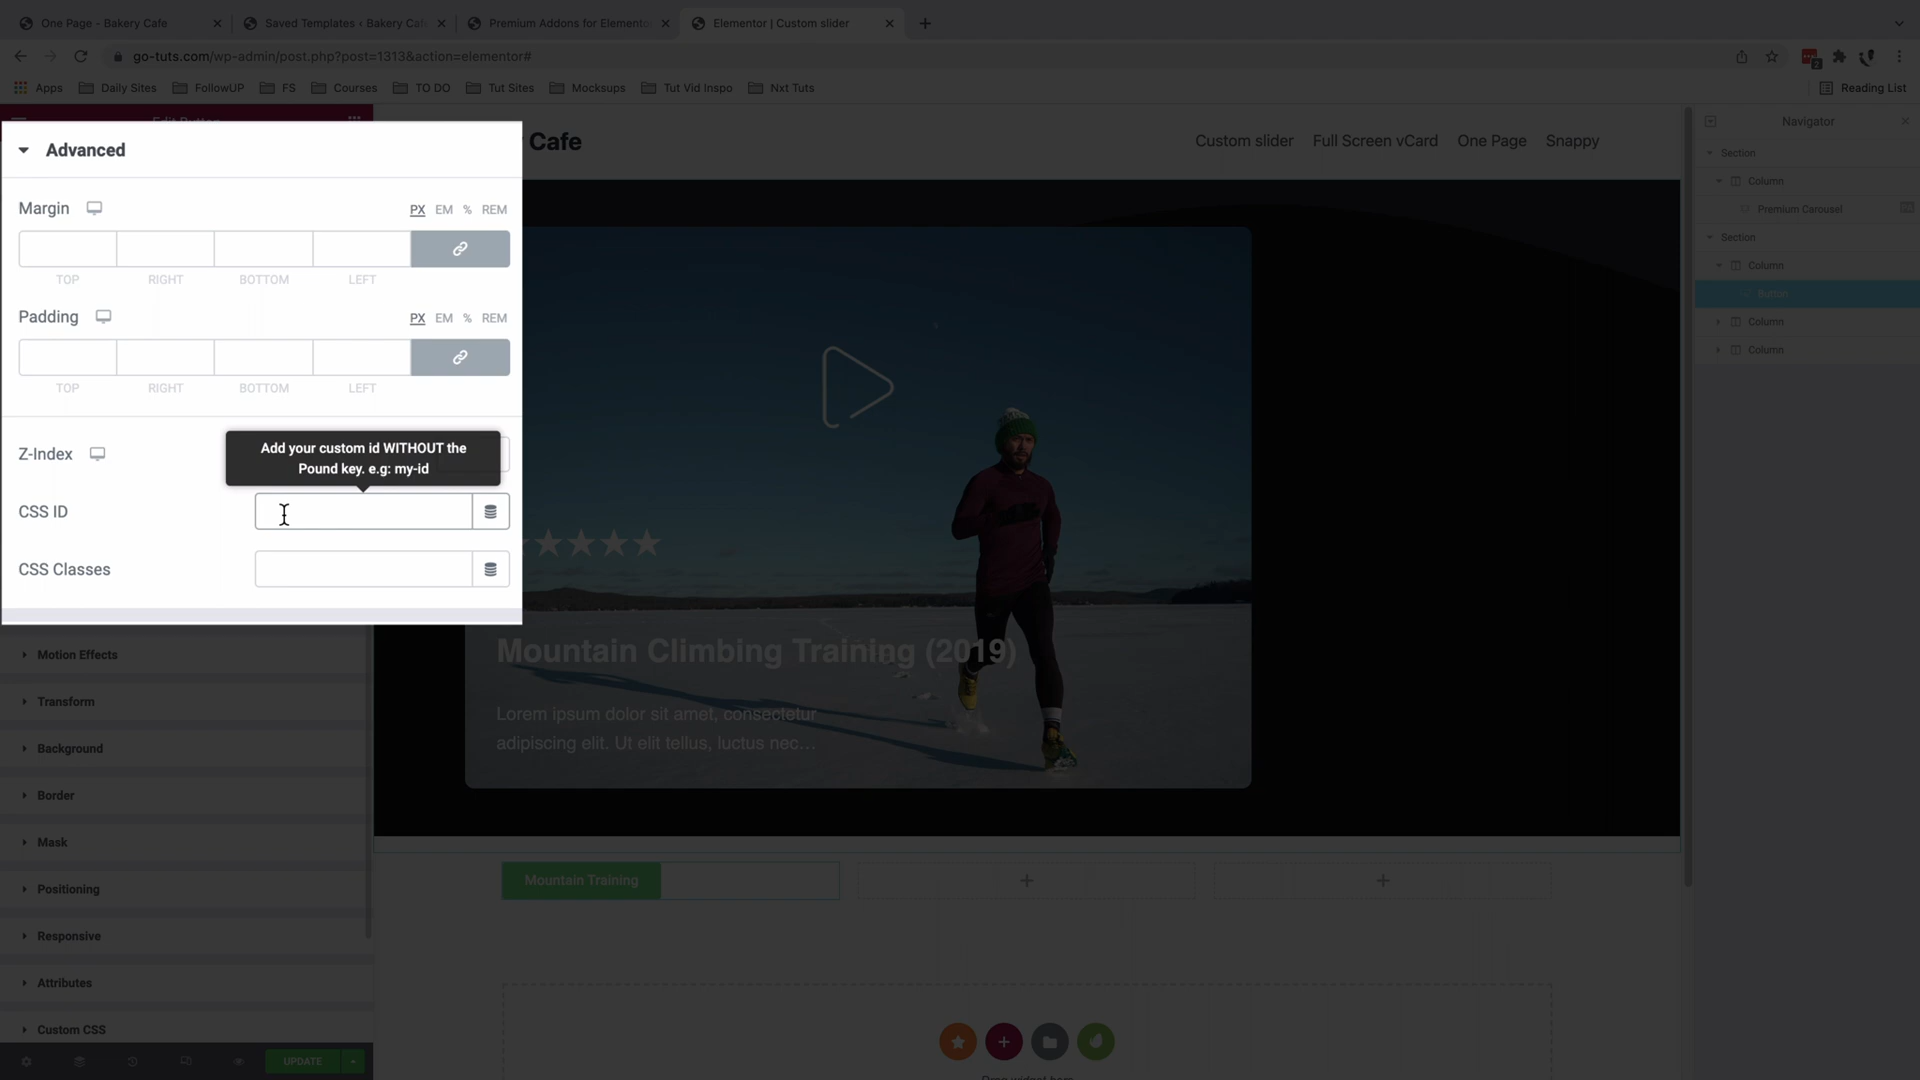 One Page - Bakery Cafe
Saved Templates ‹ Bakery Cafe
Premium Addons for Elemento
Elementor | Custom slider
go-tuts.com/wp-admin/post.php?post=1313&action=elementor#
2
Apps
Daily Sites
FollowUP
FS
Courses
TO DO
Tut Sites
Mocksups
Tut Vid Inspo
Nxt Tuts
Reading List
Edit Button
Advanced
Margin
PX EM % REM
TOP RIGHT BOTTOM LEFT
Padding
PX EM % REM
TOP RIGHT BOTTOM LEFT
Z-Index
Add your custom id WITHOUT the
Pound key. e.g: my-id
CSS ID
CSS Classes
Motion Effects
Transform
Background
Border
Mask
Positioning
Responsive
Attributes
Custom CSS
UPDATE
Cafe
Custom slider
Full Screen vCard
One Page
Snappy
Mountain Climbing Training (2019)
Lorem ipsum dolor sit amet, consectetur
adipiscing elit. Ut elit tellus, luctus nec...
Mountain Training
Drag widget here
Navigator
Section
Column
Premium Carousel
Section
Column
Button
Column
Column